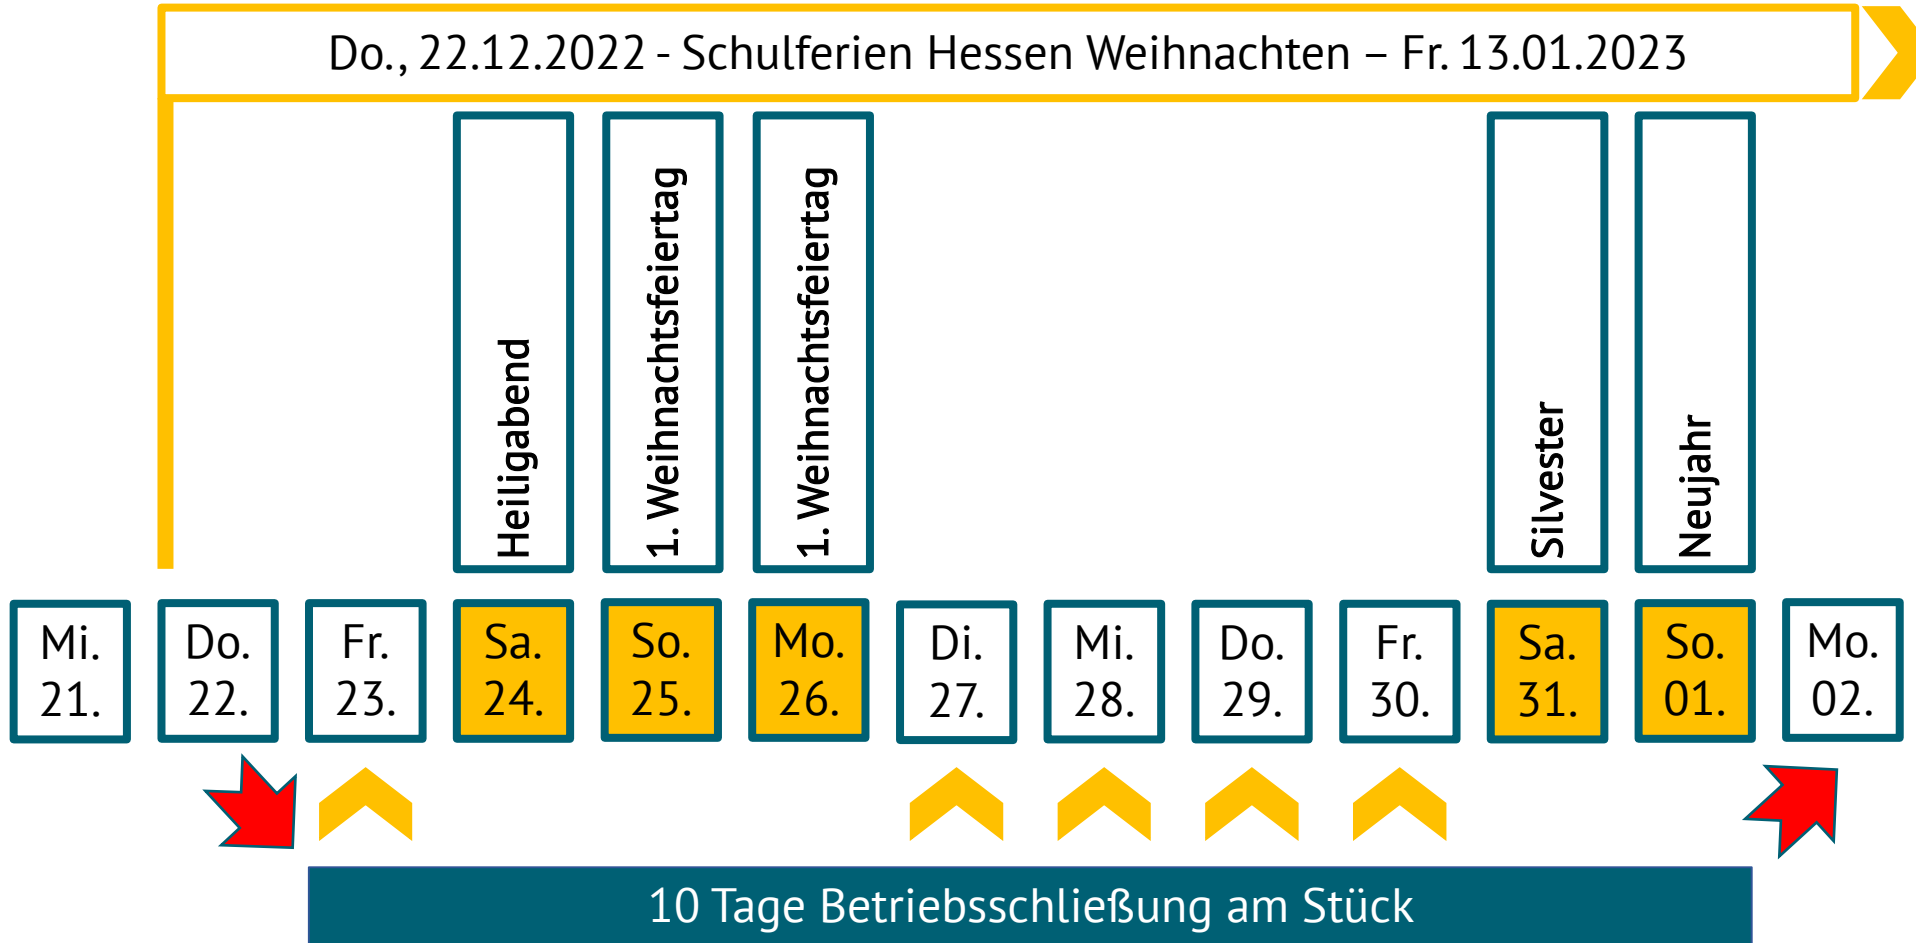 Do., 22.12.2022 - Schulferien Hessen Weihnachten – Fr. 13.01.2023
Heiligabend
1. Weihnachtsfeiertag
1. Weihnachtsfeiertag
Silvester
Neujahr
Mi.
21.
Do.
22.
Fr.
23.
Sa.
24.
So.
25.
Mo.
26.
Di.
27.
Mi.
28.
Do.
29.
Fr.
30.
Sa.
31.
So.
01.
Mo.
02.
10 Tage Betriebsschließung am Stück